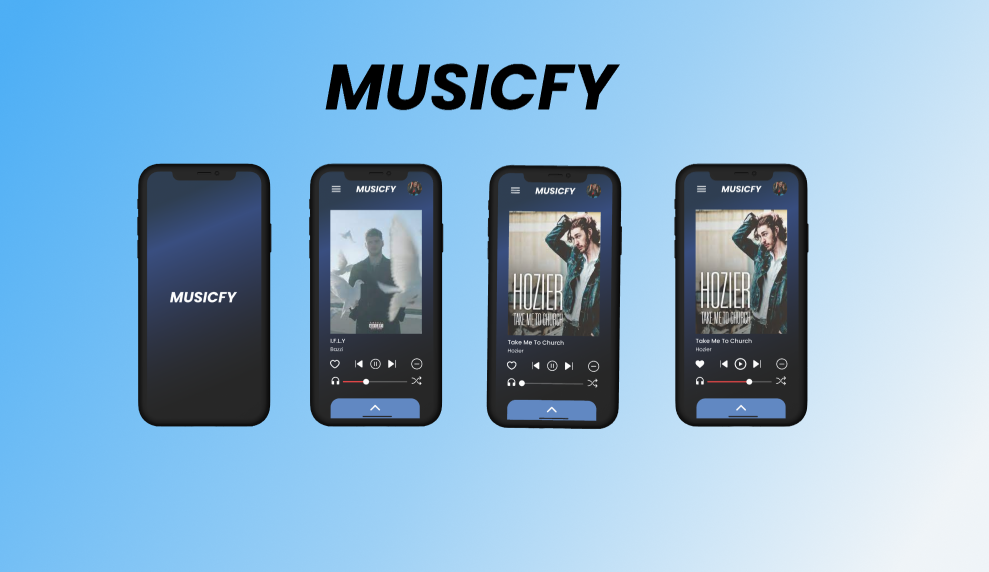 MUSICFY
MUSICFY
MUSICFY
I.F.L.Y
Bazzi
MUSICFY
HOZIER
TAKE ME TO CHURCH
Take Me To Church
Hozier
MUSICFY
HOZIER
TAKE ME TO CHURCH
Take Me To Church
Hozier